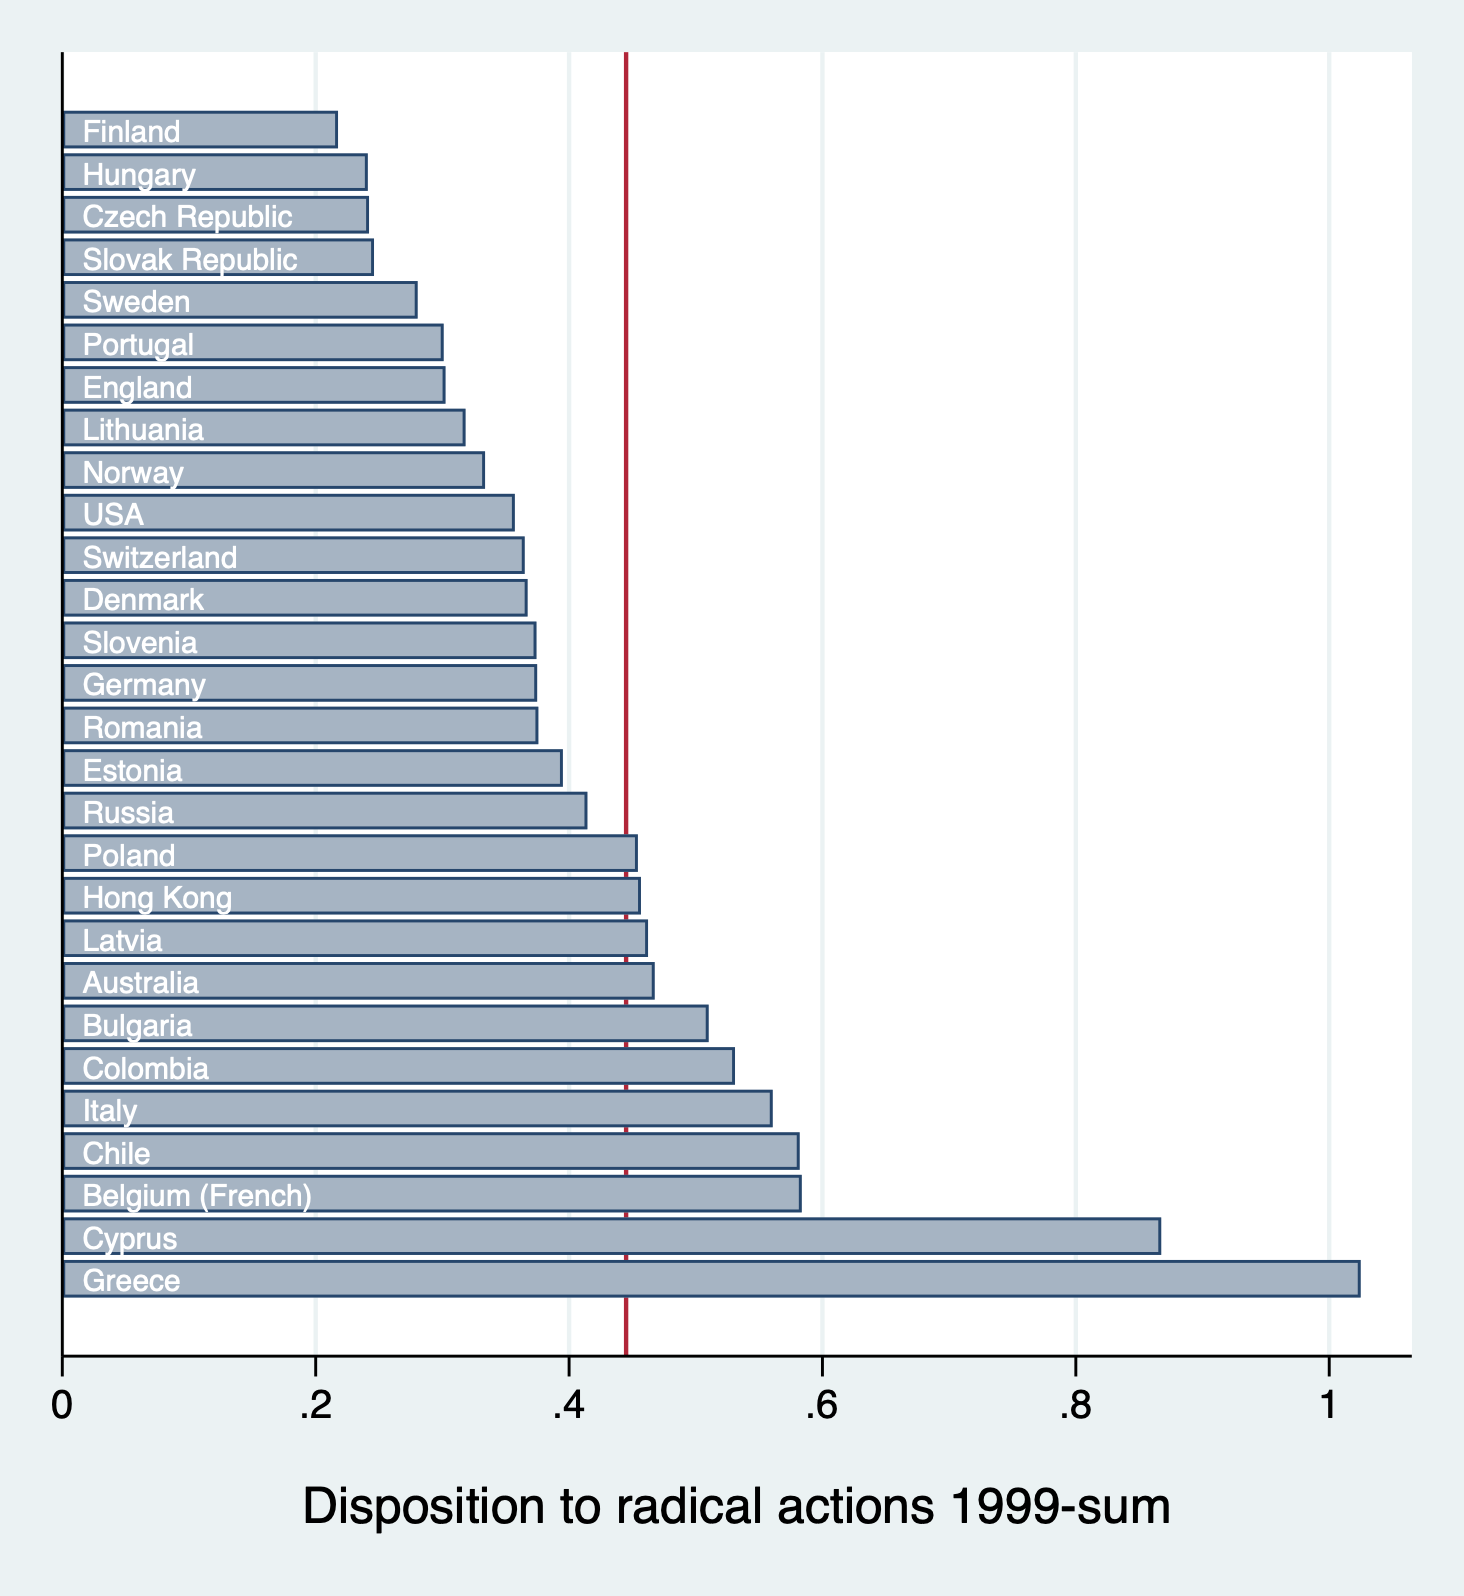 Finland
Hungary
Czech Republic
Slovak Republic
Sweden
Portugal
England
Lithuania
Norway
USA
Switzerland
Denmark
Slovenia
Germany
Romania
Estonia
Russia
Poland
Hong Kong
Latvia
Australia
Bulgaria
Colombia
Italy
Chile
Belgium (French)
Cyprus
Greece
0 .2 .4 .6 .8 1
Disposition to radical actions 1999-sum